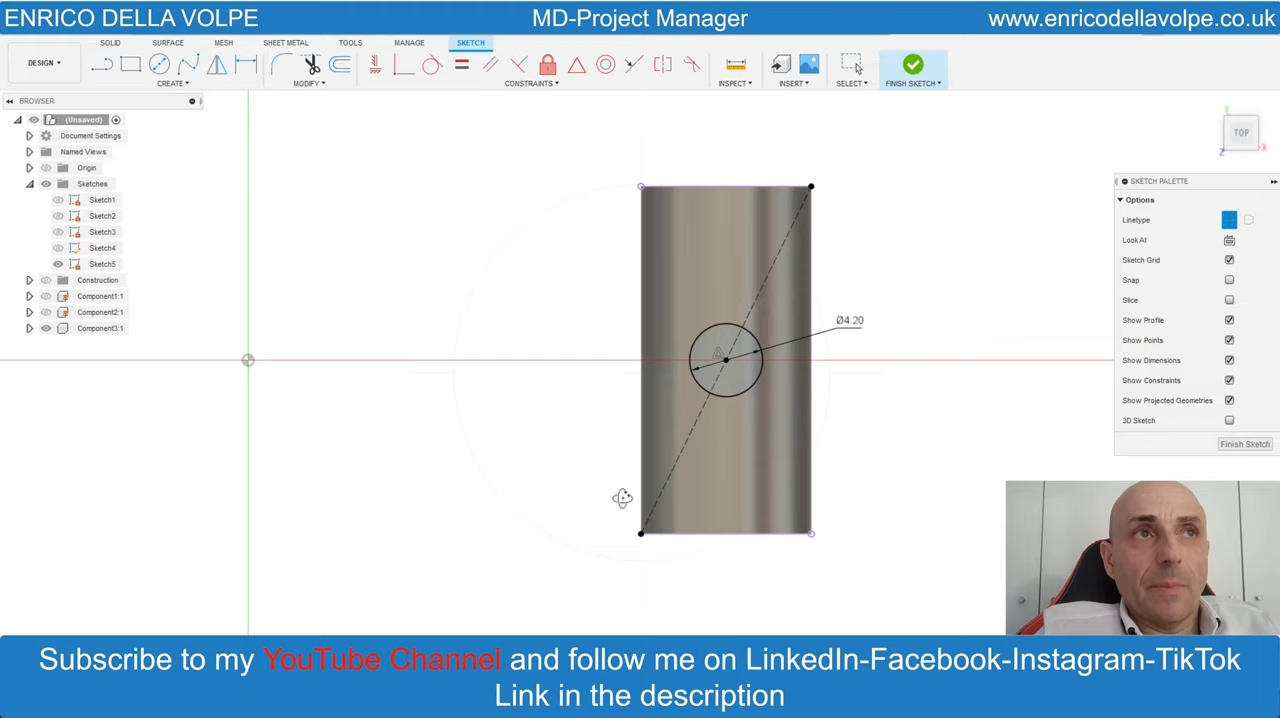 ENRICO DELLA VOLPE
MD-Project Manager
www.enricodellavolpe.co.uk
SOLID
SURFACE
MESH
SHEET METAL
TOOLS
MANAGE
SKETCH
DESIGN
CREATE
MODIFY
CONSTRAINTS
INSPECT
INSERT
SELECT
FINISH SKETCH
BROWSER
(Unsaved)
Document Settings
Named Views
Origin
Sketches
Sketch1
Sketch2
Sketch3
Sketch4
Sketch5
Construction
Component1:1
Component2:1
Component3:1
Ø4.20
TOP
Y
X
Z
SKETCH PALETTE
Options
Linetype
Look At
Sketch Grid
Snap
Slice
Show Profile
Show Points
Show Dimensions
Show Constraints
Show Projected Geometries
3D Sketch
Finish Sketch
Subscribe to my YouTube Channel and follow me on LinkedIn-Facebook-Instagram-TikTok
Link in the description